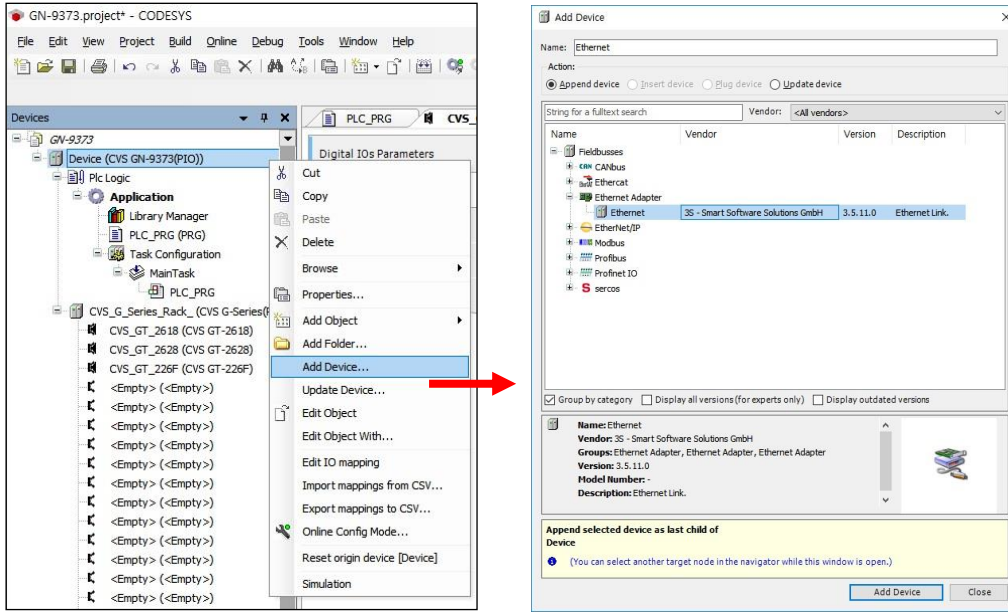 GN-9373.project* - CODESYS
File Edit View Project Build Online Debug Tools Window Help
Devices
GN-9373
Device (CVS GN-9373(PIO))
Plc Logic
Application
Library Manager
PLC_PRG (PRG)
Task Configuration
MainTask
PLC_PRG
CVS_G_Series_Rack_ (CVS G-Series(
CVS_GT_2618 (CVS GT-2618)
CVS_GT_2628 (CVS GT-2628)
CVS_GT_226F (CVS GT-226F)
<Empty> (<Empty>)
<Empty> (<Empty>)
<Empty> (<Empty>)
<Empty> (<Empty>)
<Empty> (<Empty>)
<Empty> (<Empty>)
<Empty> (<Empty>)
<Empty> (<Empty>)
<Empty> (<Empty>)
<Empty> (<Empty>)
<Empty> (<Empty>)
<Empty> (<Empty>)
PLC_PRG CVS_
Digital IOs Parameters
Cut
Copy
Paste
Delete
Browse
Properties...
Add Object
Add Folder...
Add Device...
Update Device...
Edit Object
Edit Object With...
Edit IO mapping
Import mappings from CSV...
Export mappings to CSV...
Online Config Mode...
Reset origin device [Device]
Simulation
Add Device
Name: Ethernet
Action:
Append device Insert device Plug device Update device
String for a fulltext search Vendor: <All vendors>
Name Vendor Version Description
Fieldbusses
CAN CANbus
Ethercat
Ethernet Adapter
Ethernet 3S - Smart Software Solutions GmbH 3.5.11.0 Ethernet Link.
EtherNet/IP
Modbus
Profibus
Profinet IO
sercos
Group by category Display all versions (for experts only) Display outdated versions
Name: Ethernet
Vendor: 3S - Smart Software Solutions GmbH
Groups: Ethernet Adapter, Ethernet Adapter, Ethernet Adapter
Version: 3.5.11.0
Model Number: -
Description: Ethernet Link.
Append selected device as last child of
Device
(You can select another target node in the navigator while this window is open.)
Add Device Close